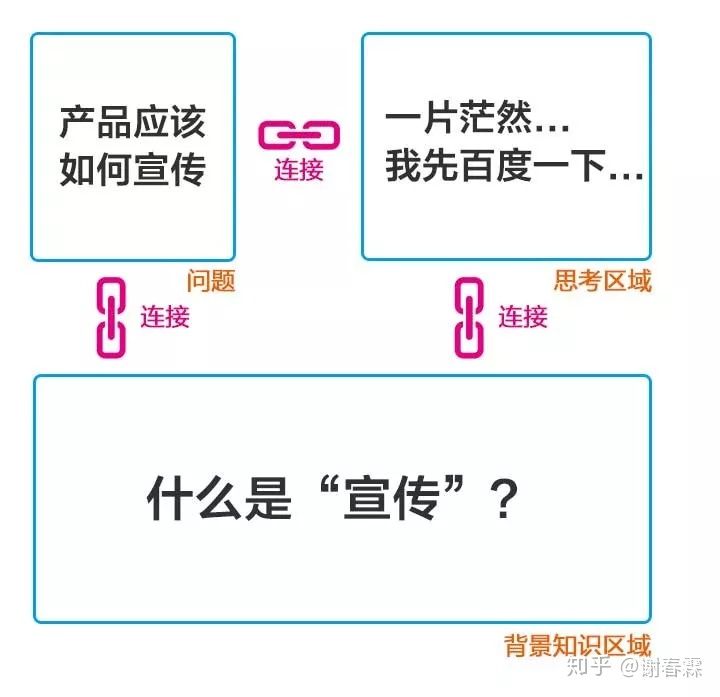 产品应该
如何宣传
连接
一片茫然...
我先百度一下...
问题
思考区域
连接
连接
什么是“宣传”?
背景知识区域
知乎 @谢春霖